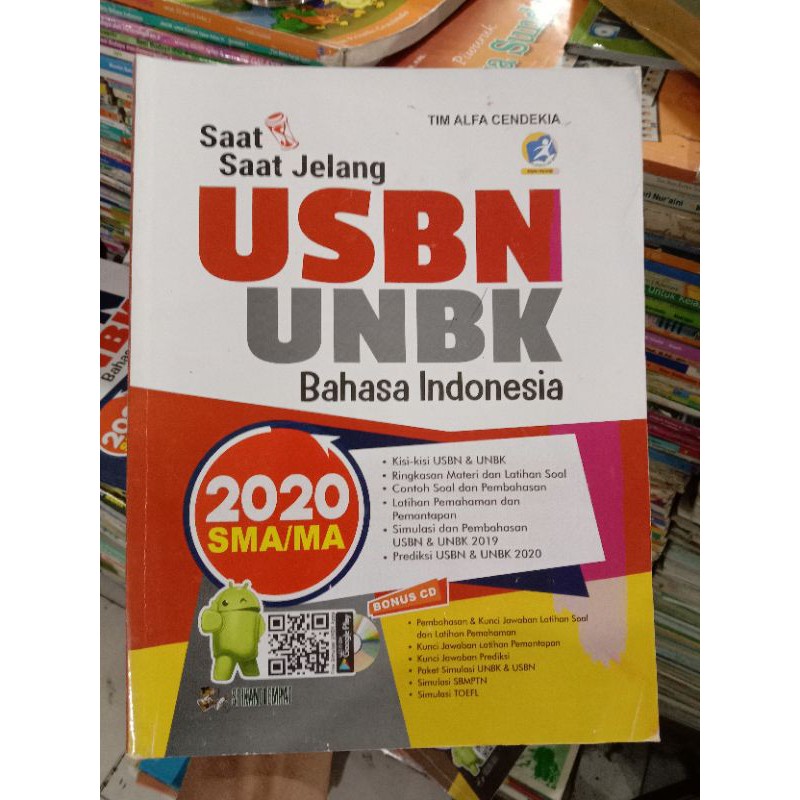 TIM ALFA CENDEKIA
Saat
Saat Jelang
USBN
UNBK
Bahasa Indonesia
2020
SMA/MA
• Kisi-kisi USBN & UNBK
• Ringkasan Materi dan Latihan Soal
• Contoh Soal dan Pembahasan
• Latihan Pemahaman dan
Pemantapan
• Simulasi dan Pembahasan
USBN & UNBK 2019
• Prediksi USBN & UNBK 2020
BONUS CD
• Pembahasan & Kunci Jawaban Latihan Soal
dan Latihan Pemahaman
• Kunci Jawaban Latihan Pemantapan
• Kunci Jawaban Prediksi
• Paket Simulasi UNBK & USBN
• Simulasi SBMPTN
• Simulasi TOEFL
Google Play